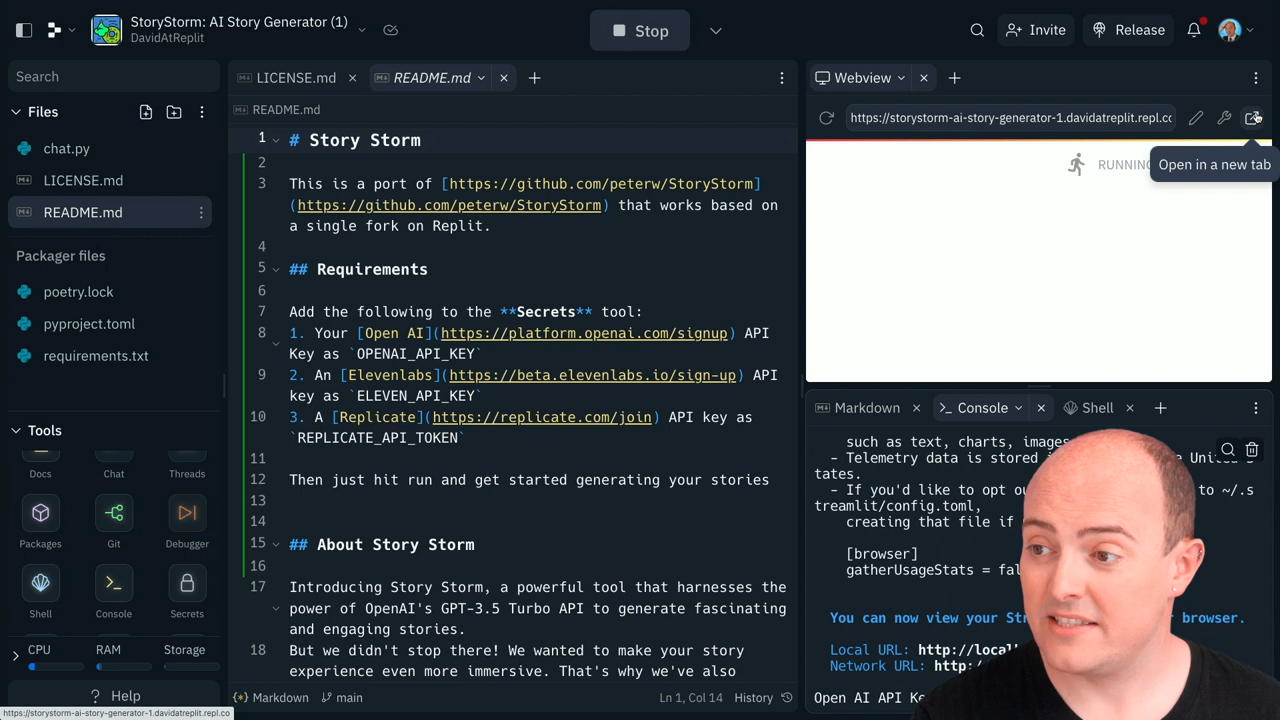 StoryStorm: AI Story Generator (1)
DavidAtReplit
Stop
Invite
Release
Search
Files
chat.py
LICENSE.md
README.md
Packager files
poetry.lock
pyproject.toml
requirements.txt
Tools
Docs
Chat
Threads
Packages
Git
Debugger
Shell
Console
Secrets
CPU
RAM
Storage
Help
https://storystorm-ai-story-generator-1.davidatreplit.repl.co
LICENSE.md
README.md
README.md
1 # Story Storm
2
3 This is a port of [https://github.com/peterw/StoryStorm]
(https://github.com/peterw/StoryStorm) that works based on
a single fork on Replit.
4
5 ## Requirements
6
7 Add the following to the **Secrets** tool:
8 1. Your [Open AI](https://platform.openai.com/signup) API
Key as `OPENAI_API_KEY`
9 2. An [Elevenlabs](https://beta.elevenlabs.io/sign-up) API
key as `ELEVEN_API_KEY`
10 3. A [Replicate](https://replicate.com/join) API key as
`REPLICATE_API_TOKEN`
11
12 Then just hit run and get started generating your stories
13
14
15 ## About Story Storm
16
17 Introducing Story Storm, a powerful tool that harnesses the
power of OpenAI's GPT-3.5 Turbo API to generate fascinating
and engaging stories.
18 But we didn't stop there! We wanted to make your story
experience even more immersive. That's why we've also
Markdown
main
Ln 1, Col 14
History
Webview
https://storystorm-ai-story-generator-1.davidatreplit.repl.co
RUNNING
Open in a new tab
Markdown
Console
Shell
such as text, charts, images
- Telemetry data is stored United S
tates.
- If you'd like to opt to ~/.s
treamlit/config.toml,
creating that file if
[browser]
gatherUsageStats =
You can now view your browser.
Local URL:
Network URL:
Open AI API